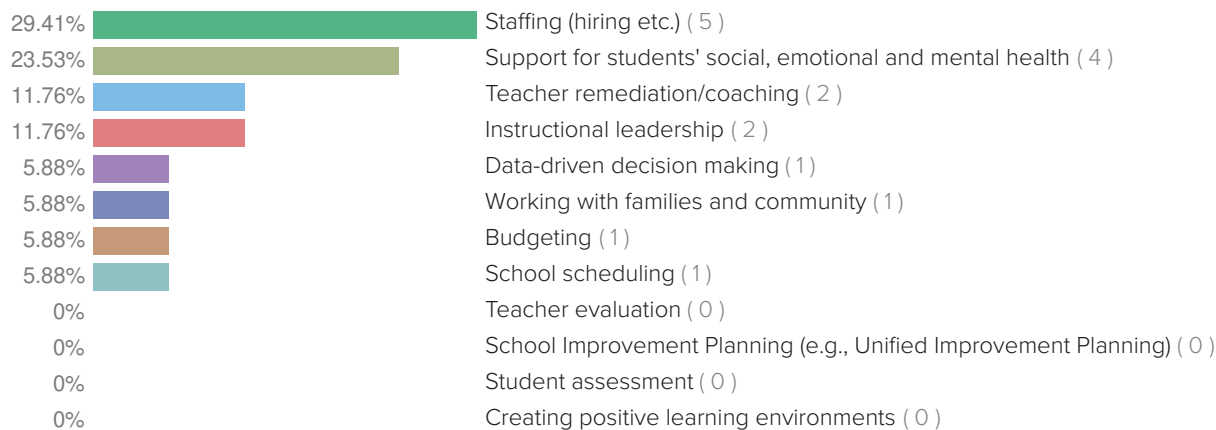 29.41% Staffing (hiring etc.) ( 5 )
23.53% Support for students' social, emotional and mental health ( 4 )
11.76% Teacher remediation/coaching ( 2 )
11.76% Instructional leadership ( 2 )
5.88% Data-driven decision making ( 1 )
5.88% Working with families and community ( 1 )
5.88% Budgeting ( 1 )
5.88% School scheduling ( 1 )
0% Teacher evaluation ( 0 )
0% School Improvement Planning (e.g., Unified Improvement Planning) ( 0 )
0% Student assessment ( 0 )
0% Creating positive learning environments ( 0 )